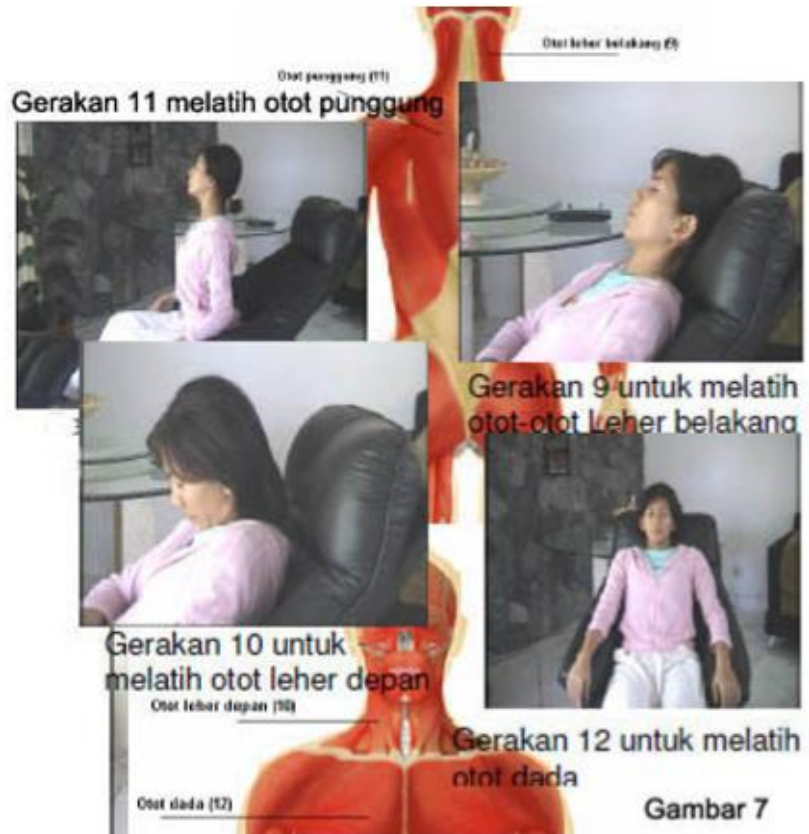 Otot leher belakang (9)
Otot punggung (11)
Gerakan 11 melatih otot punggung
Gerakan 9 untuk melatih
otot-otot Leher belakang
Gerakan 10 untuk
melatih otot leher depan
Otot leher depan (10)
Gerakan 12 untuk melatih
otot dada
Otot dada (12)
Gambar 7